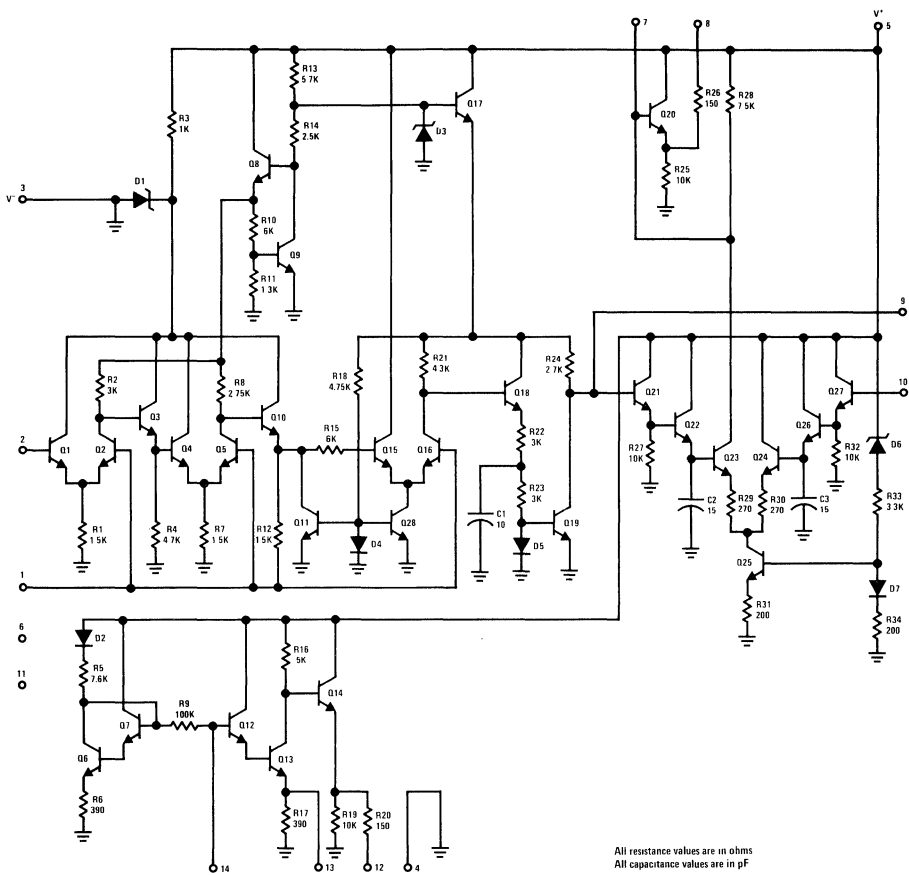 7
8
V+
5
R13
5 7K
R26
150
R28
7 5K
R3
1K
Q17
Q20
R14
2.5K
D3
Q8
R25
10K
3
V−
D1
R10
6K
Q9
R11
1 3K
9
R2
3K
R8
2 75K
R18
4.75K
R21
4 3K
R24
2 7K
Q3
Q10
Q18
Q21
Q27
10
R15
6K
2
Q1
Q2
Q4
Q5
Q15
Q16
R22
3K
R27
10K
Q22
Q26
R32
10K
D6
Q23
Q24
R23
3K
R1
1 5K
R4
4 7K
R7
1 5K
R12
1 5K
Q11
D4
Q28
C1
10
D5
Q19
C2
15
R29
270
R30
270
C3
15
R33
3 3K
1
Q25
D7
R31
200
R34
200
6
D2
R16
5K
11
R5
7.6K
Q14
Q7
R9
100K
Q12
Q6
Q13
R6
390
R17
390
R19
10K
R20
150
14
13
12
4
All resistance values are in ohms
All capacitance values are in pF